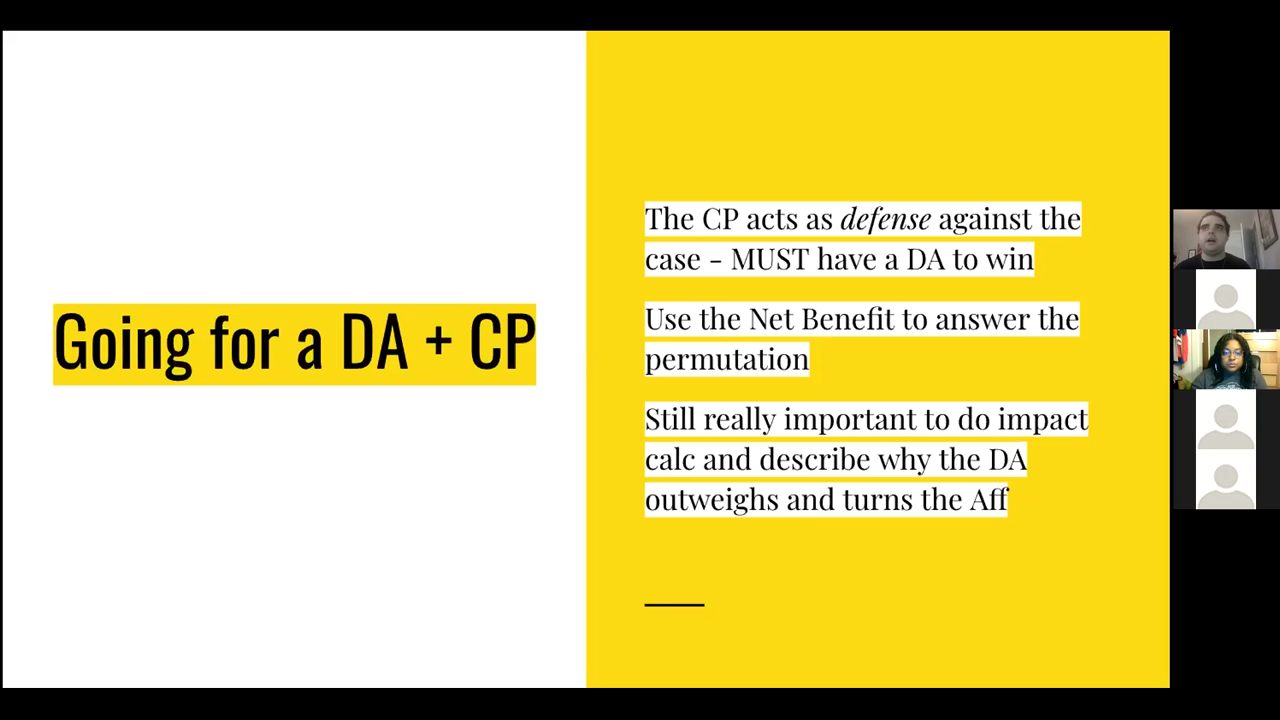 Going for a DA + CP
The CP acts as defense against the
case - MUST have a DA to win
Use the Net Benefit to answer the
permutation
Still really important to do impact
calc and describe why the DA
outweighs and turns the Aff